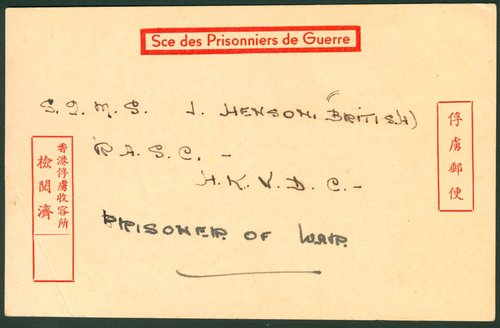 Sce des Prisonniers de Guerre
S.Q.M.S. J. HENSON. (BRITISH)
R.A.S.C. -
H.K.V.D.C. -
PRISONER OF WAR.
俘虜郵便
香港俘虜收容所
檢閱濟